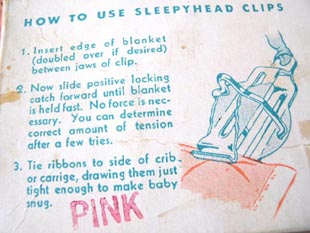 HOW TO USE SLEEPYHEAD CLIPS
1. Insert edge of blanket
(doubled over if desired)
between jaws of clip.
2. Now slide positive locking
catch forward until blanket
is held fast. No force is nec-
essary. You can determine
correct amount of tension
after a few tries.
3. Tie ribbons to side of crib
or carrige, drawing them just
tight enough to make baby
snug.
PINK